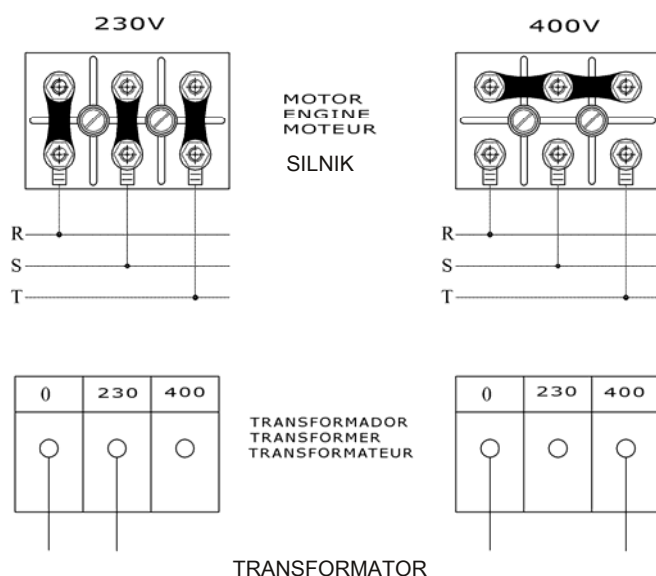 230V
400V
MOTOR
ENGINE
MOTEUR
SILNIK
R
S
T
R
S
T
0 230 400
TRANSFORMADOR
TRANSFORMER
TRANSFORMATEUR
0 230 400
TRANSFORMATOR